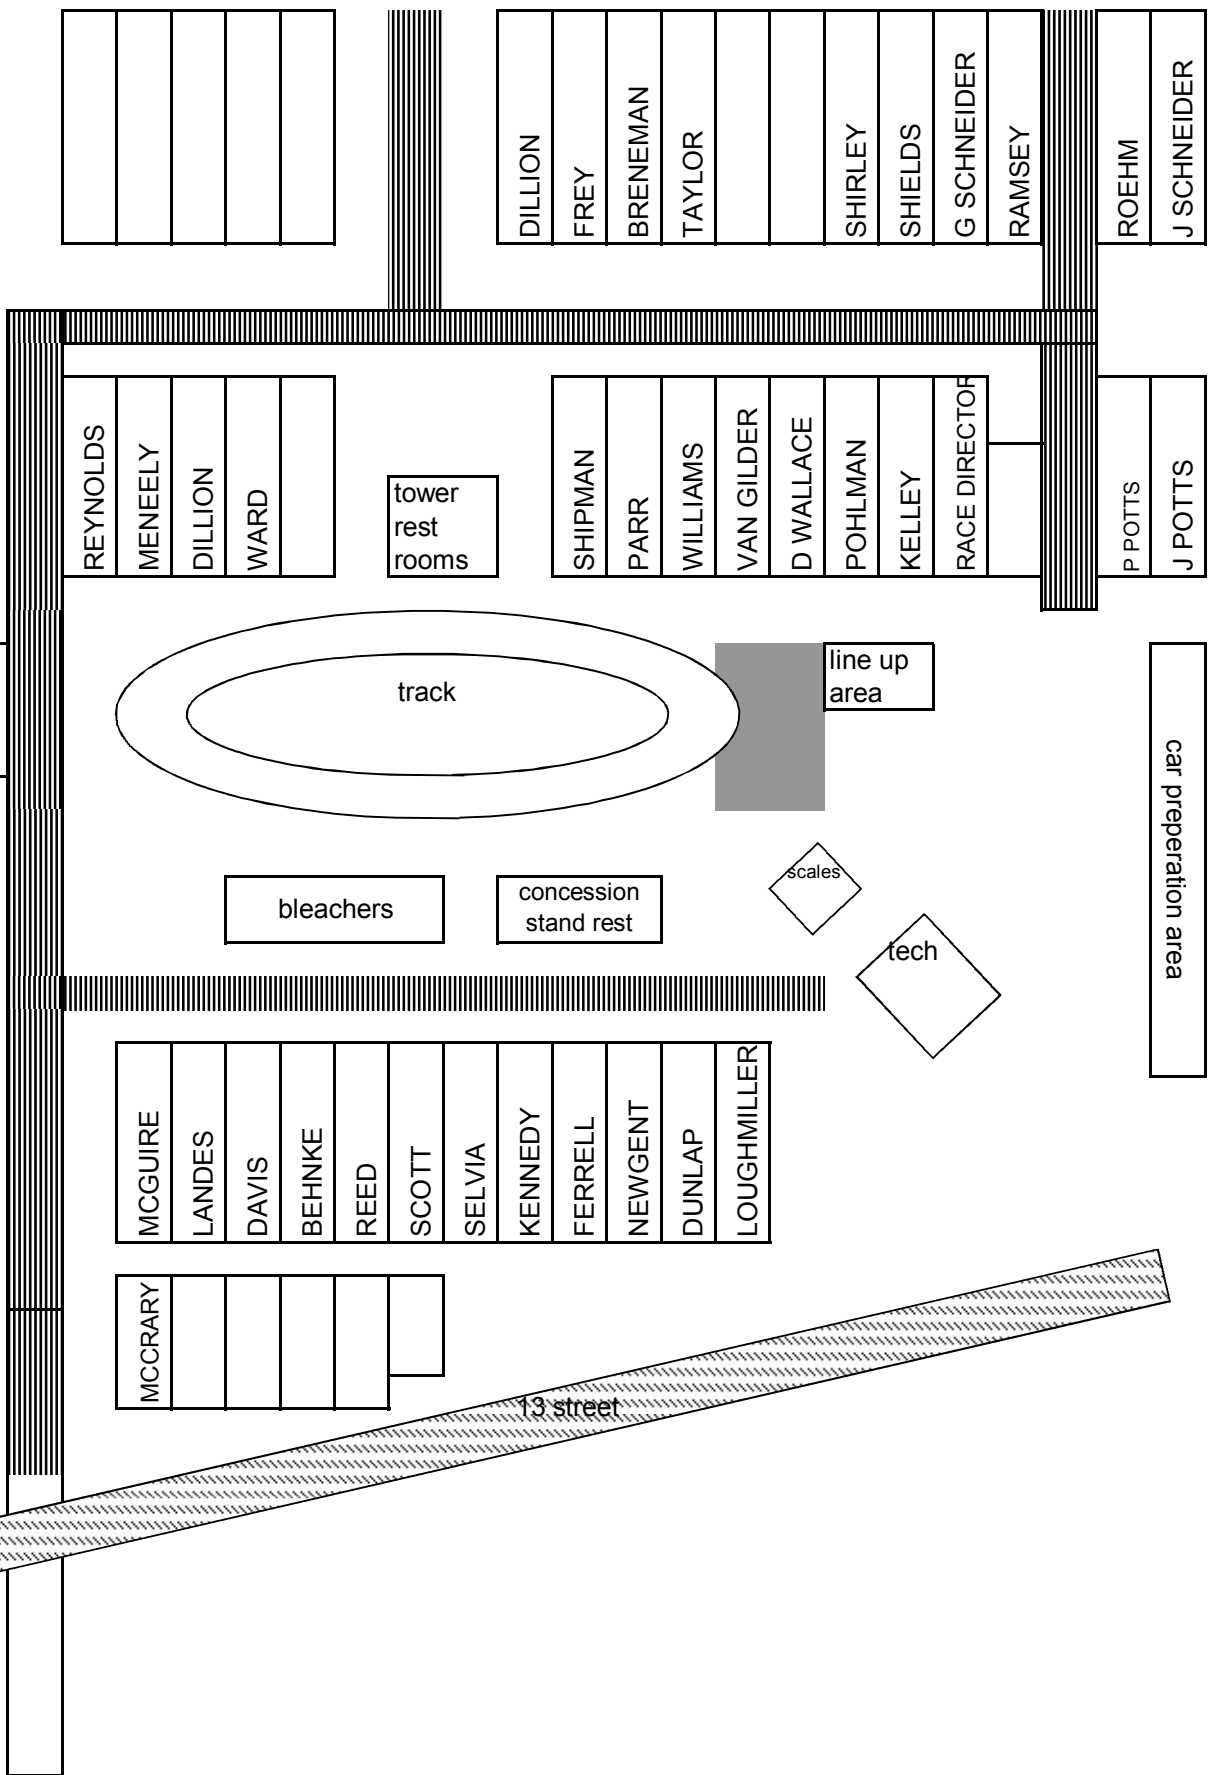 DILLION
FREY
BRENEMAN
TAYLOR
SHIRLEY
SHIELDS
G SCHNEIDER
RAMSEY
ROEHM
J SCHNEIDER
REYNOLDS
MENEELY
DILLION
WARD
tower
rest
rooms
SHIPMAN
PARR
WILLIAMS
VAN GILDER
D WALLACE
POHLMAN
KELLEY
RACE DIRECTOR
P POTTS
J POTTS
track
line up
area
car preperation area
bleachers
concession
stand rest
scales
tech
MCGUIRE
LANDES
DAVIS
BEHNKE
REED
SCOTT
SELVIA
KENNEDY
FERRELL
NEWGENT
DUNLAP
LOUGHMILLER
MCCRARY
13 street